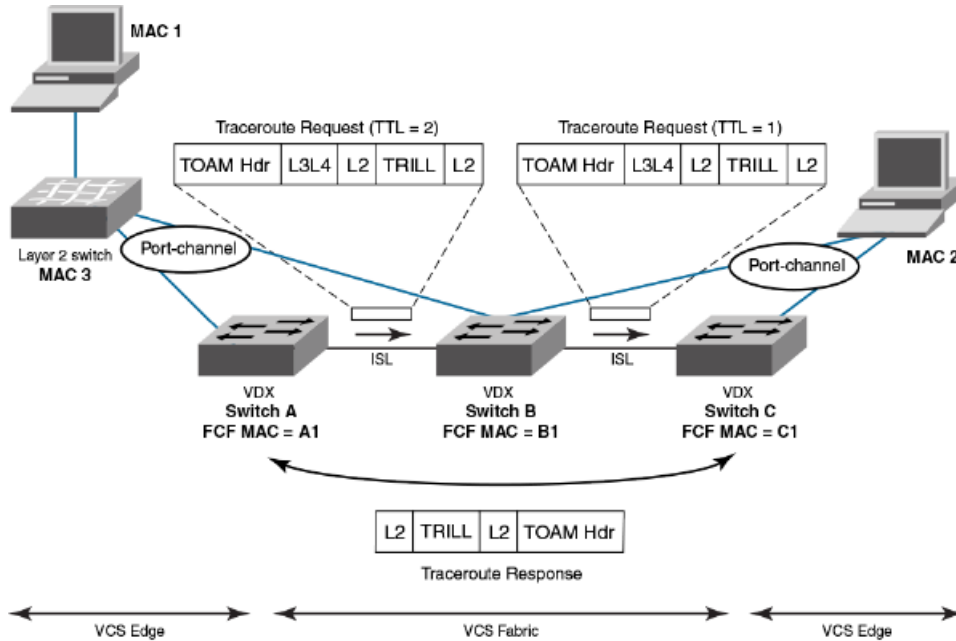 MAC 1
Traceroute Request (TTL = 2)
TOAM Hdr L3L4 L2 TRILL L2
Traceroute Request (TTL = 1)
TOAM Hdr L3L4 L2 TRILL L2
Layer 2 switch
MAC 3
Port-channel
Port-channel
MAC 2
ISL
ISL
VDX
Switch A
FCF MAC = A1
VDX
Switch B
FCF MAC = B1
VDX
Switch C
FCF MAC = C1
L2 TRILL L2 TOAM Hdr
Traceroute Response
VCS Edge
VCS Fabric
VCS Edge